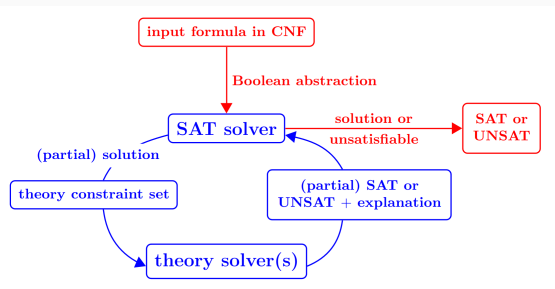 input formula in CNF
Boolean abstraction
SAT solver
solution or
unsatisfiable
SAT or
UNSAT
(partial) solution
theory constraint set
(partial) SAT or
UNSAT + explanation
theory solver(s)